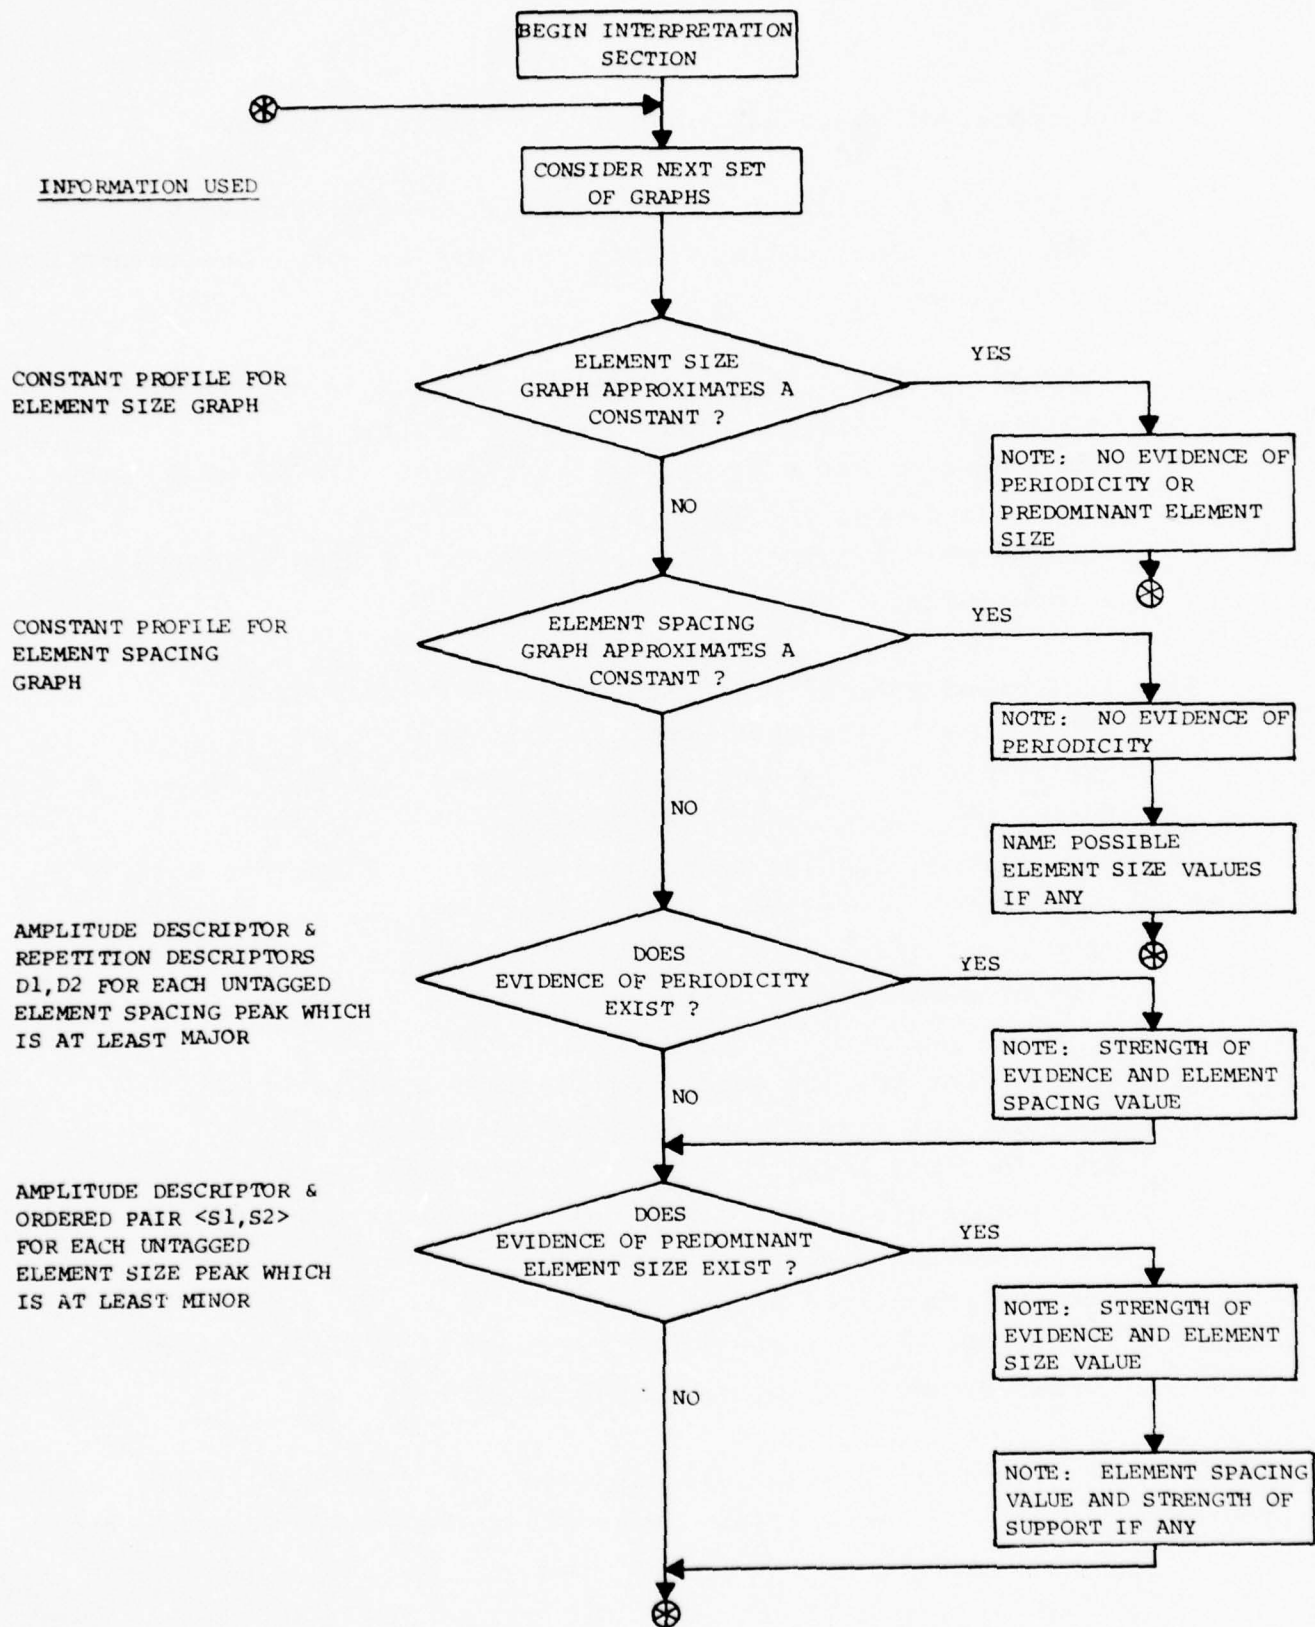 BEGIN INTERPRETATION
SECTION
INFORMATION USED
CONSIDER NEXT SET
OF GRAPHS
CONSTANT PROFILE FOR
ELEMENT SIZE GRAPH
ELEMENT SIZE
GRAPH APPROXIMATES A
CONSTANT ?
YES
NO
NOTE: NO EVIDENCE OF
PERIODICITY OR
PREDOMINANT ELEMENT
SIZE
CONSTANT PROFILE FOR
ELEMENT SPACING
GRAPH
ELEMENT SPACING
GRAPH APPROXIMATES A
CONSTANT ?
YES
NO
NOTE: NO EVIDENCE OF
PERIODICITY
NAME POSSIBLE
ELEMENT SIZE VALUES
IF ANY
AMPLITUDE DESCRIPTOR &
REPETITION DESCRIPTORS
D1,D2 FOR EACH UNTAGGED
ELEMENT SPACING PEAK WHICH
IS AT LEAST MAJOR
DOES
EVIDENCE OF PERIODICITY
EXIST ?
YES
NO
NOTE: STRENGTH OF
EVIDENCE AND ELEMENT
SPACING VALUE
AMPLITUDE DESCRIPTOR &
ORDERED PAIR <S1,S2>
FOR EACH UNTAGGED
ELEMENT SIZE PEAK WHICH
IS AT LEAST MINOR
DOES
EVIDENCE OF PREDOMINANT
ELEMENT SIZE EXIST ?
YES
NO
NOTE: STRENGTH OF
EVIDENCE AND ELEMENT
SIZE VALUE
NOTE: ELEMENT SPACING
VALUE AND STRENGTH OF
SUPPORT IF ANY